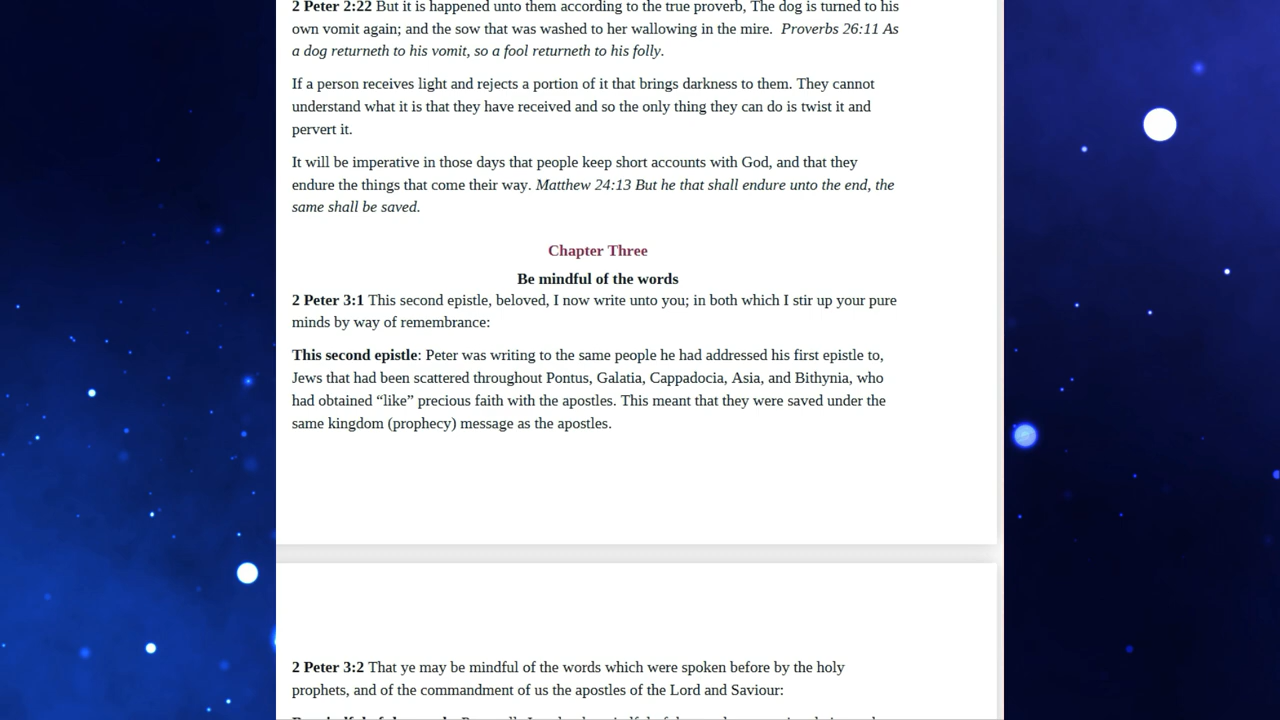 2 Peter 2:22 But it is happened unto them according to the true proverb, The dog is turned to his
own vomit again; and the sow that was washed to her wallowing in the mire. Proverbs 26:11 As
a dog returneth to his vomit, so a fool returneth to his folly.
If a person receives light and rejects a portion of it that brings darkness to them. They cannot
understand what it is that they have received and so the only thing they can do is twist it and
pervert it.
It will be imperative in those days that people keep short accounts with God, and that they
endure the things that come their way. Matthew 24:13 But he that shall endure unto the end, the
same shall be saved.
Chapter Three
Be mindful of the words
2 Peter 3:1 This second epistle, beloved, I now write unto you; in both which I stir up your pure
minds by way of remembrance:
This second epistle: Peter was writing to the same people he had addressed his first epistle to,
Jews that had been scattered throughout Pontus, Galatia, Cappadocia, Asia, and Bithynia, who
had obtained “like” precious faith with the apostles. This meant that they were saved under the
same kingdom (prophecy) message as the apostles.
2 Peter 3:2 That ye may be mindful of the words which were spoken before by the holy
prophets, and of the commandment of us the apostles of the Lord and Saviour: